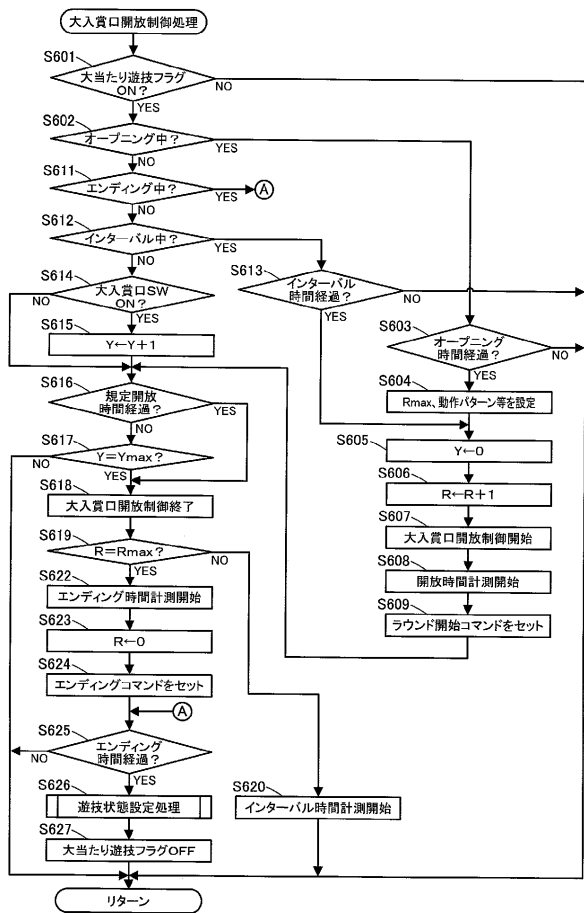 大入賞口開放制御処理
S601
大当たり遊技フラグ
ON?
NO
YES
S602
オープニング中?
YES
NO
S611
エンディング中?
YES
A
NO
S612
インターバル中?
YES
NO
S613
インターバル
時間経過?
NO
YES
S614
大入賞口SW
ON?
NO
YES
S615
Y←Y+1
S603
オープニング
時間経過?
NO
YES
S604
Rmax、動作パターン等を設定
S605
Y←0
S606
R←R+1
S607
大入賞口開放制御開始
S608
開放時間計測開始
S609
ラウンド開始コマンドをセット
S616
規定開放
時間経過?
YES
NO
S617
Y=Ymax?
NO
YES
S618
大入賞口開放制御終了
S619
R=Rmax?
NO
YES
S622
エンディング時間計測開始
S623
R←0
S624
エンディングコマンドをセット
A
S625
エンディング
時間経過?
NO
YES
S626
遊技状態設定処理
S620
インターバル時間計測開始
S627
大当たり遊技フラグOFF
リターン